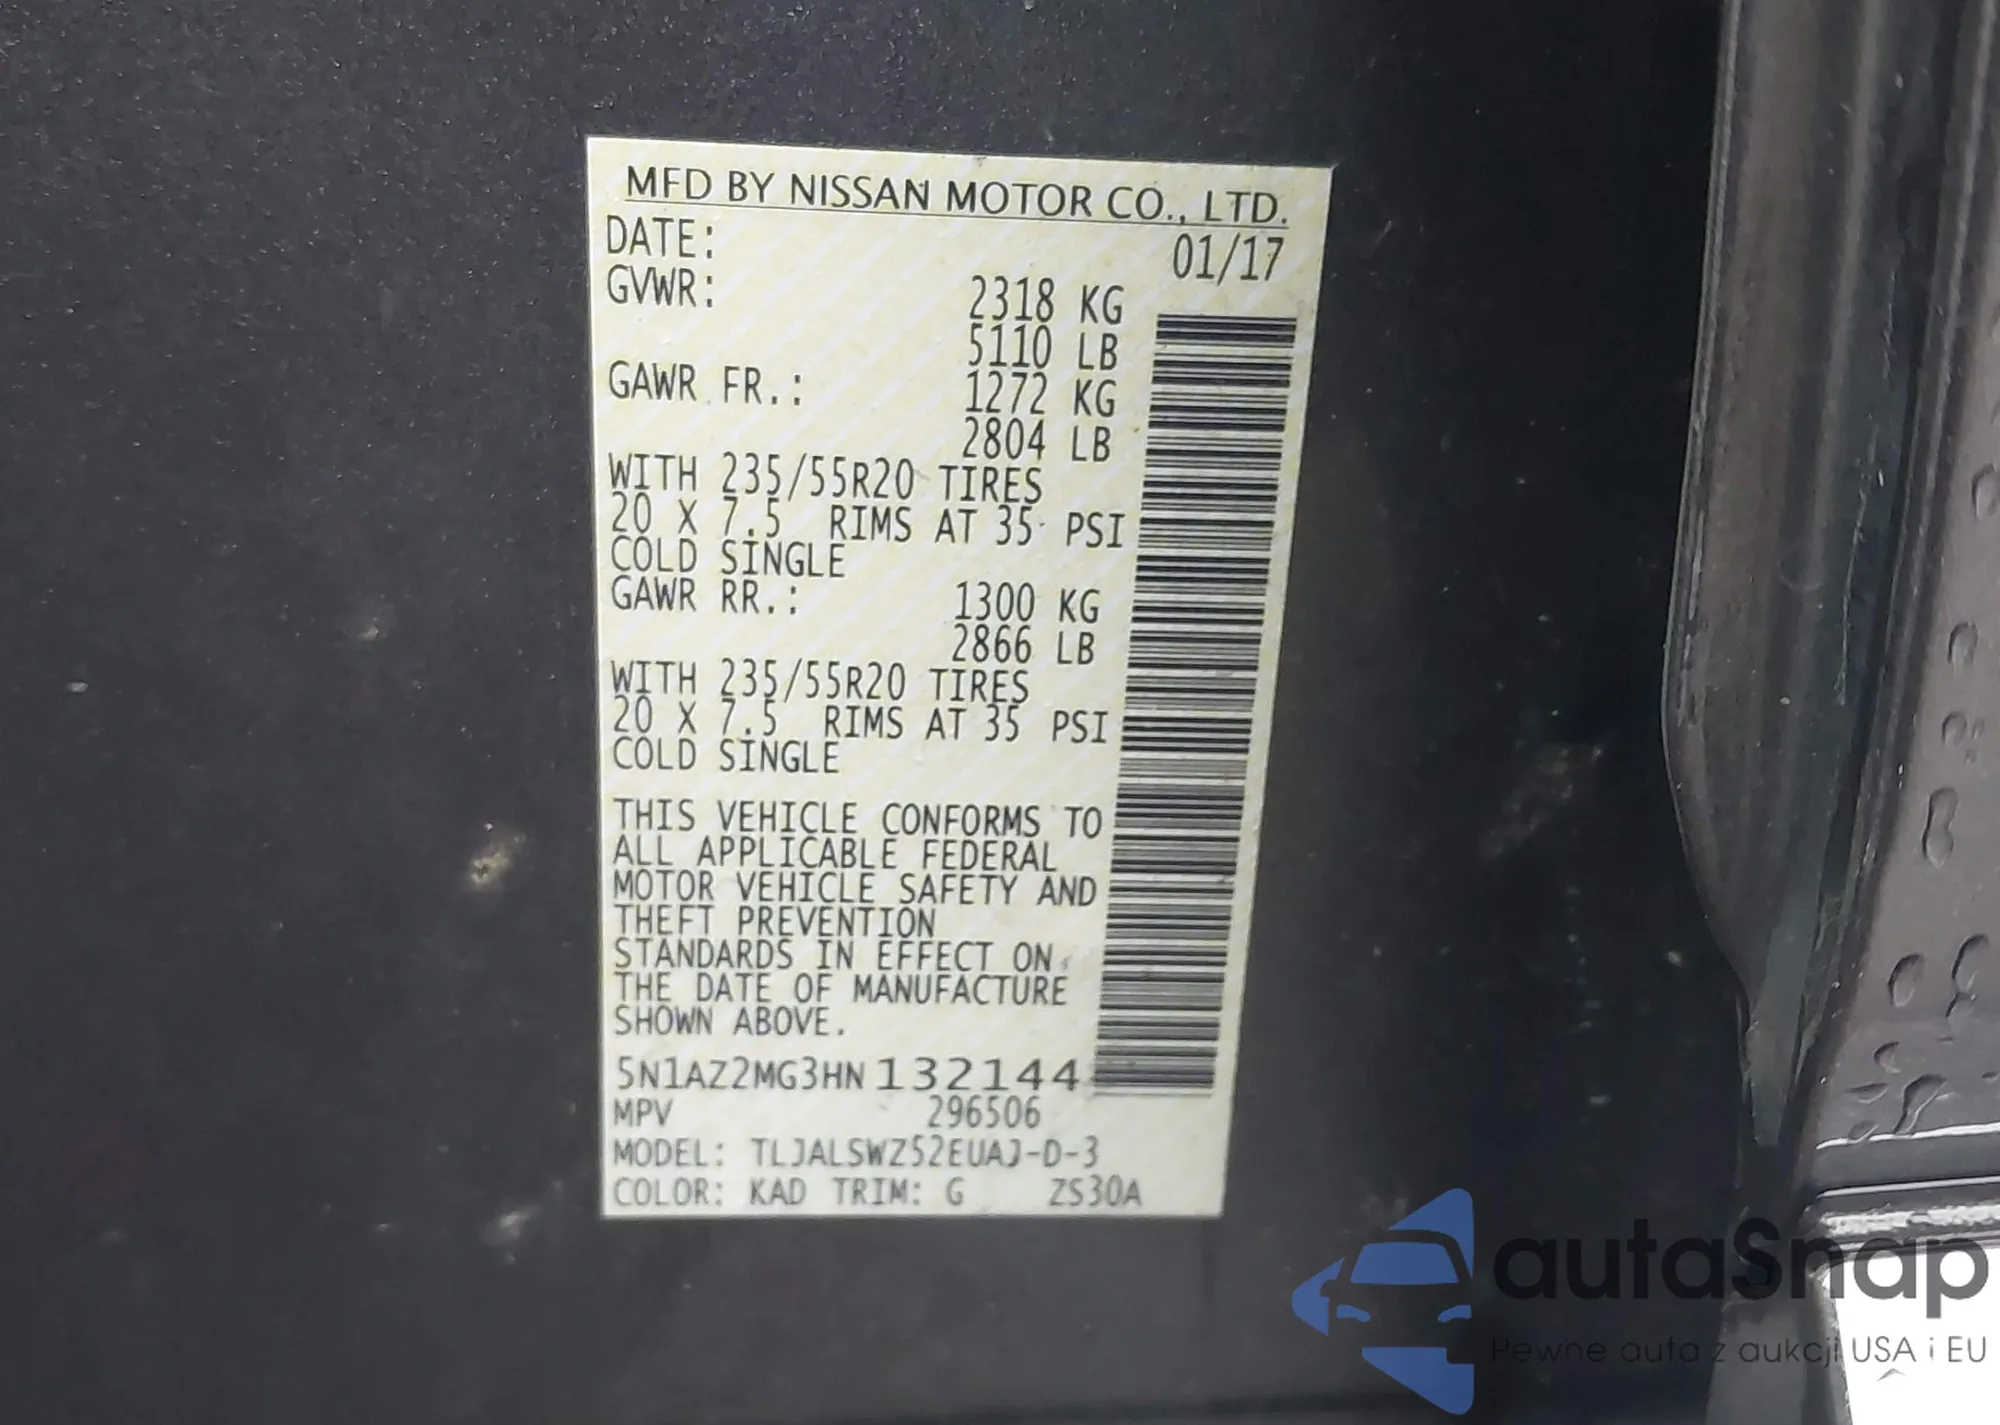 MFD BY NISSAN MOTOR CO., LTD.
DATE: 01/17
GVWR: 2318 KG
5110 LB
GAWR FR.: 1272 KG
2804 LB
WITH 235/55R20 TIRES
20 X 7.5 RIMS AT 35 PSI
COLD SINGLE
GAWR RR.: 1300 KG
2866 LB
WITH 235/55R20 TIRES
20 X 7.5 RIMS AT 35 PSI
COLD SINGLE
THIS VEHICLE CONFORMS TO
ALL APPLICABLE FEDERAL
MOTOR VEHICLE SAFETY AND
THEFT PREVENTION
STANDARDS IN EFFECT ON
THE DATE OF MANUFACTURE
SHOWN ABOVE.
5N1AZ2MG3HN132144
MPV 296506
MODEL: TLJALSWZ52EUAJ-D-3
COLOR: KAD TRIM: G ZS30A
autaSnap
Pewne auta z aukcji USA i EU